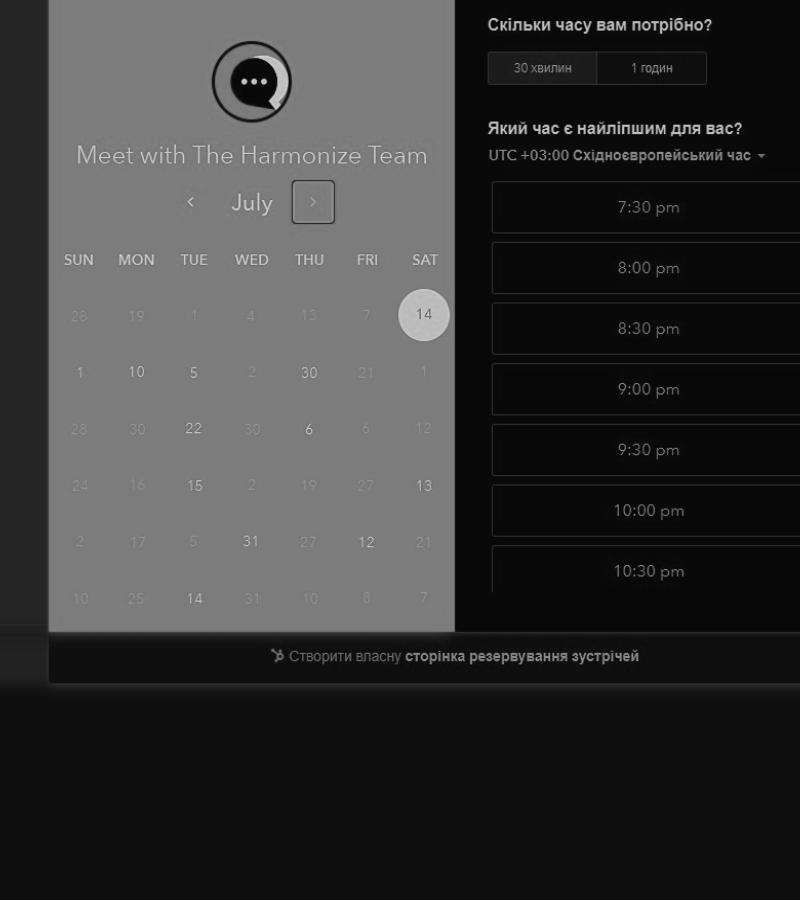 Meet with The Harmonize Team
July
SUN MON TUE WED THU FRI SAT
28 19 1 4 13 7 14
1 10 5 2 30 21 1
28 30 22 30 6 6 12
24 16 15 2 19 27 13
2 17 5 31 27 12 21
10 25 14 31 10 8 7
Скільки часу вам потрібно?
30 хвилин 1 годин
Який час є найліпшим для вас?
UTC +03:00 Східноєвропейський час
7:30 pm
8:00 pm
8:30 pm
9:00 pm
9:30 pm
10:00 pm
10:30 pm
Створити власну сторінка резервування зустрічей